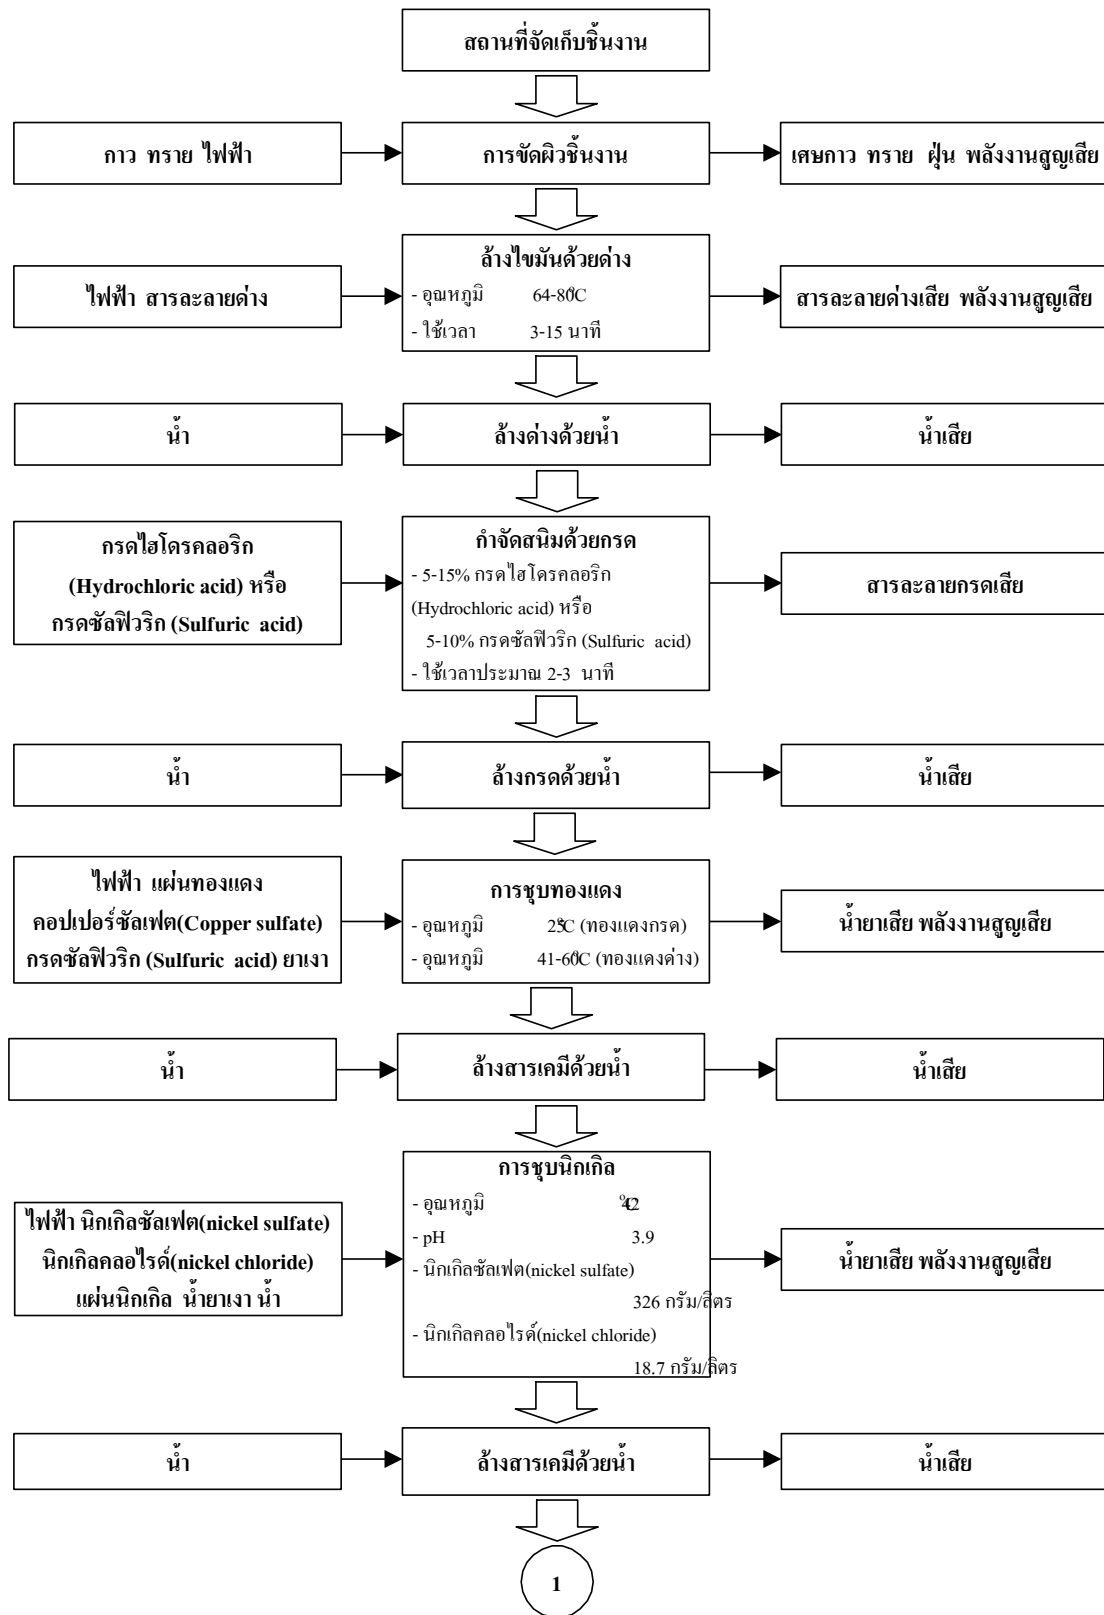 สถานที่จัดเก็บชิ้นงาน
กาว ทราย ไฟฟ้า
การขัดผิวชิ้นงาน
เศษกาว ทราย ฝุ่น พลังงานสูญเสีย
ไฟฟ้า สารละลายด่าง
ล้างไขมันด้วยด่าง
- อุณหภูมิ 64-80°C
- ใช้เวลา 3-15 นาที
สารละลายด่างเสีย พลังงานสูญเสีย
น้ำ
ล้างด่างด้วยน้ำ
น้ำเสีย
กรดไฮโดรคลอริก
(Hydrochloric acid) หรือ
กรดซัลฟิวริก (Sulfuric acid)
กำจัดสนิมด้วยกรด
- 5-15% กรดไฮโดรคลอริก
(Hydrochloric acid) หรือ
5-10% กรดซัลฟิวริก (Sulfuric acid)
- ใช้เวลาประมาณ 2-3 นาที
สารละลายกรดเสีย
น้ำ
ล้างกรดด้วยน้ำ
น้ำเสีย
ไฟฟ้า แผ่นทองแดง
คอปเปอร์ซัลเฟต(Copper sulfate)
กรดซัลฟิวริก (Sulfuric acid) ยาเงา
การชุบทองแดง
- อุณหภูมิ 25°C (ทองแดงกรด)
- อุณหภูมิ 41-60°C (ทองแดงด่าง)
น้ำยาเสีย พลังงานสูญเสีย
น้ำ
ล้างสารเคมีด้วยน้ำ
น้ำเสีย
ไฟฟ้า นิกเกิลซัลเฟต(nickel sulfate)
นิกเกิลคลอไรด์(nickel chloride)
แผ่นนิกเกิล น้ำยาเงา น้ำ
การชุบนิกเกิล
- อุณหภูมิ 42 °C
- pH 3.9
- นิกเกิลซัลเฟต(nickel sulfate)
326 กรัม/ลิตร
- นิกเกิลคลอไรด์(nickel chloride)
18.7 กรัม/ลิตร
น้ำยาเสีย พลังงานสูญเสีย
น้ำ
ล้างสารเคมีด้วยน้ำ
น้ำเสีย
1